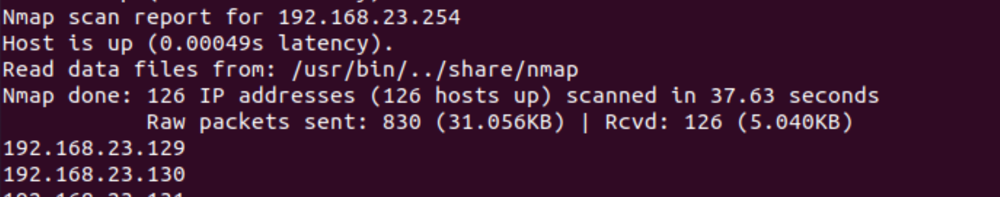 Nmap scan report for 192.168.23.254
Host is up (0.00049s latency).
Read data files from: /usr/bin/../share/nmap
Nmap done: 126 IP addresses (126 hosts up) scanned in 37.63 seconds
Raw packets sent: 830 (31.056KB) | Rcvd: 126 (5.040KB)
192.168.23.129
192.168.23.130